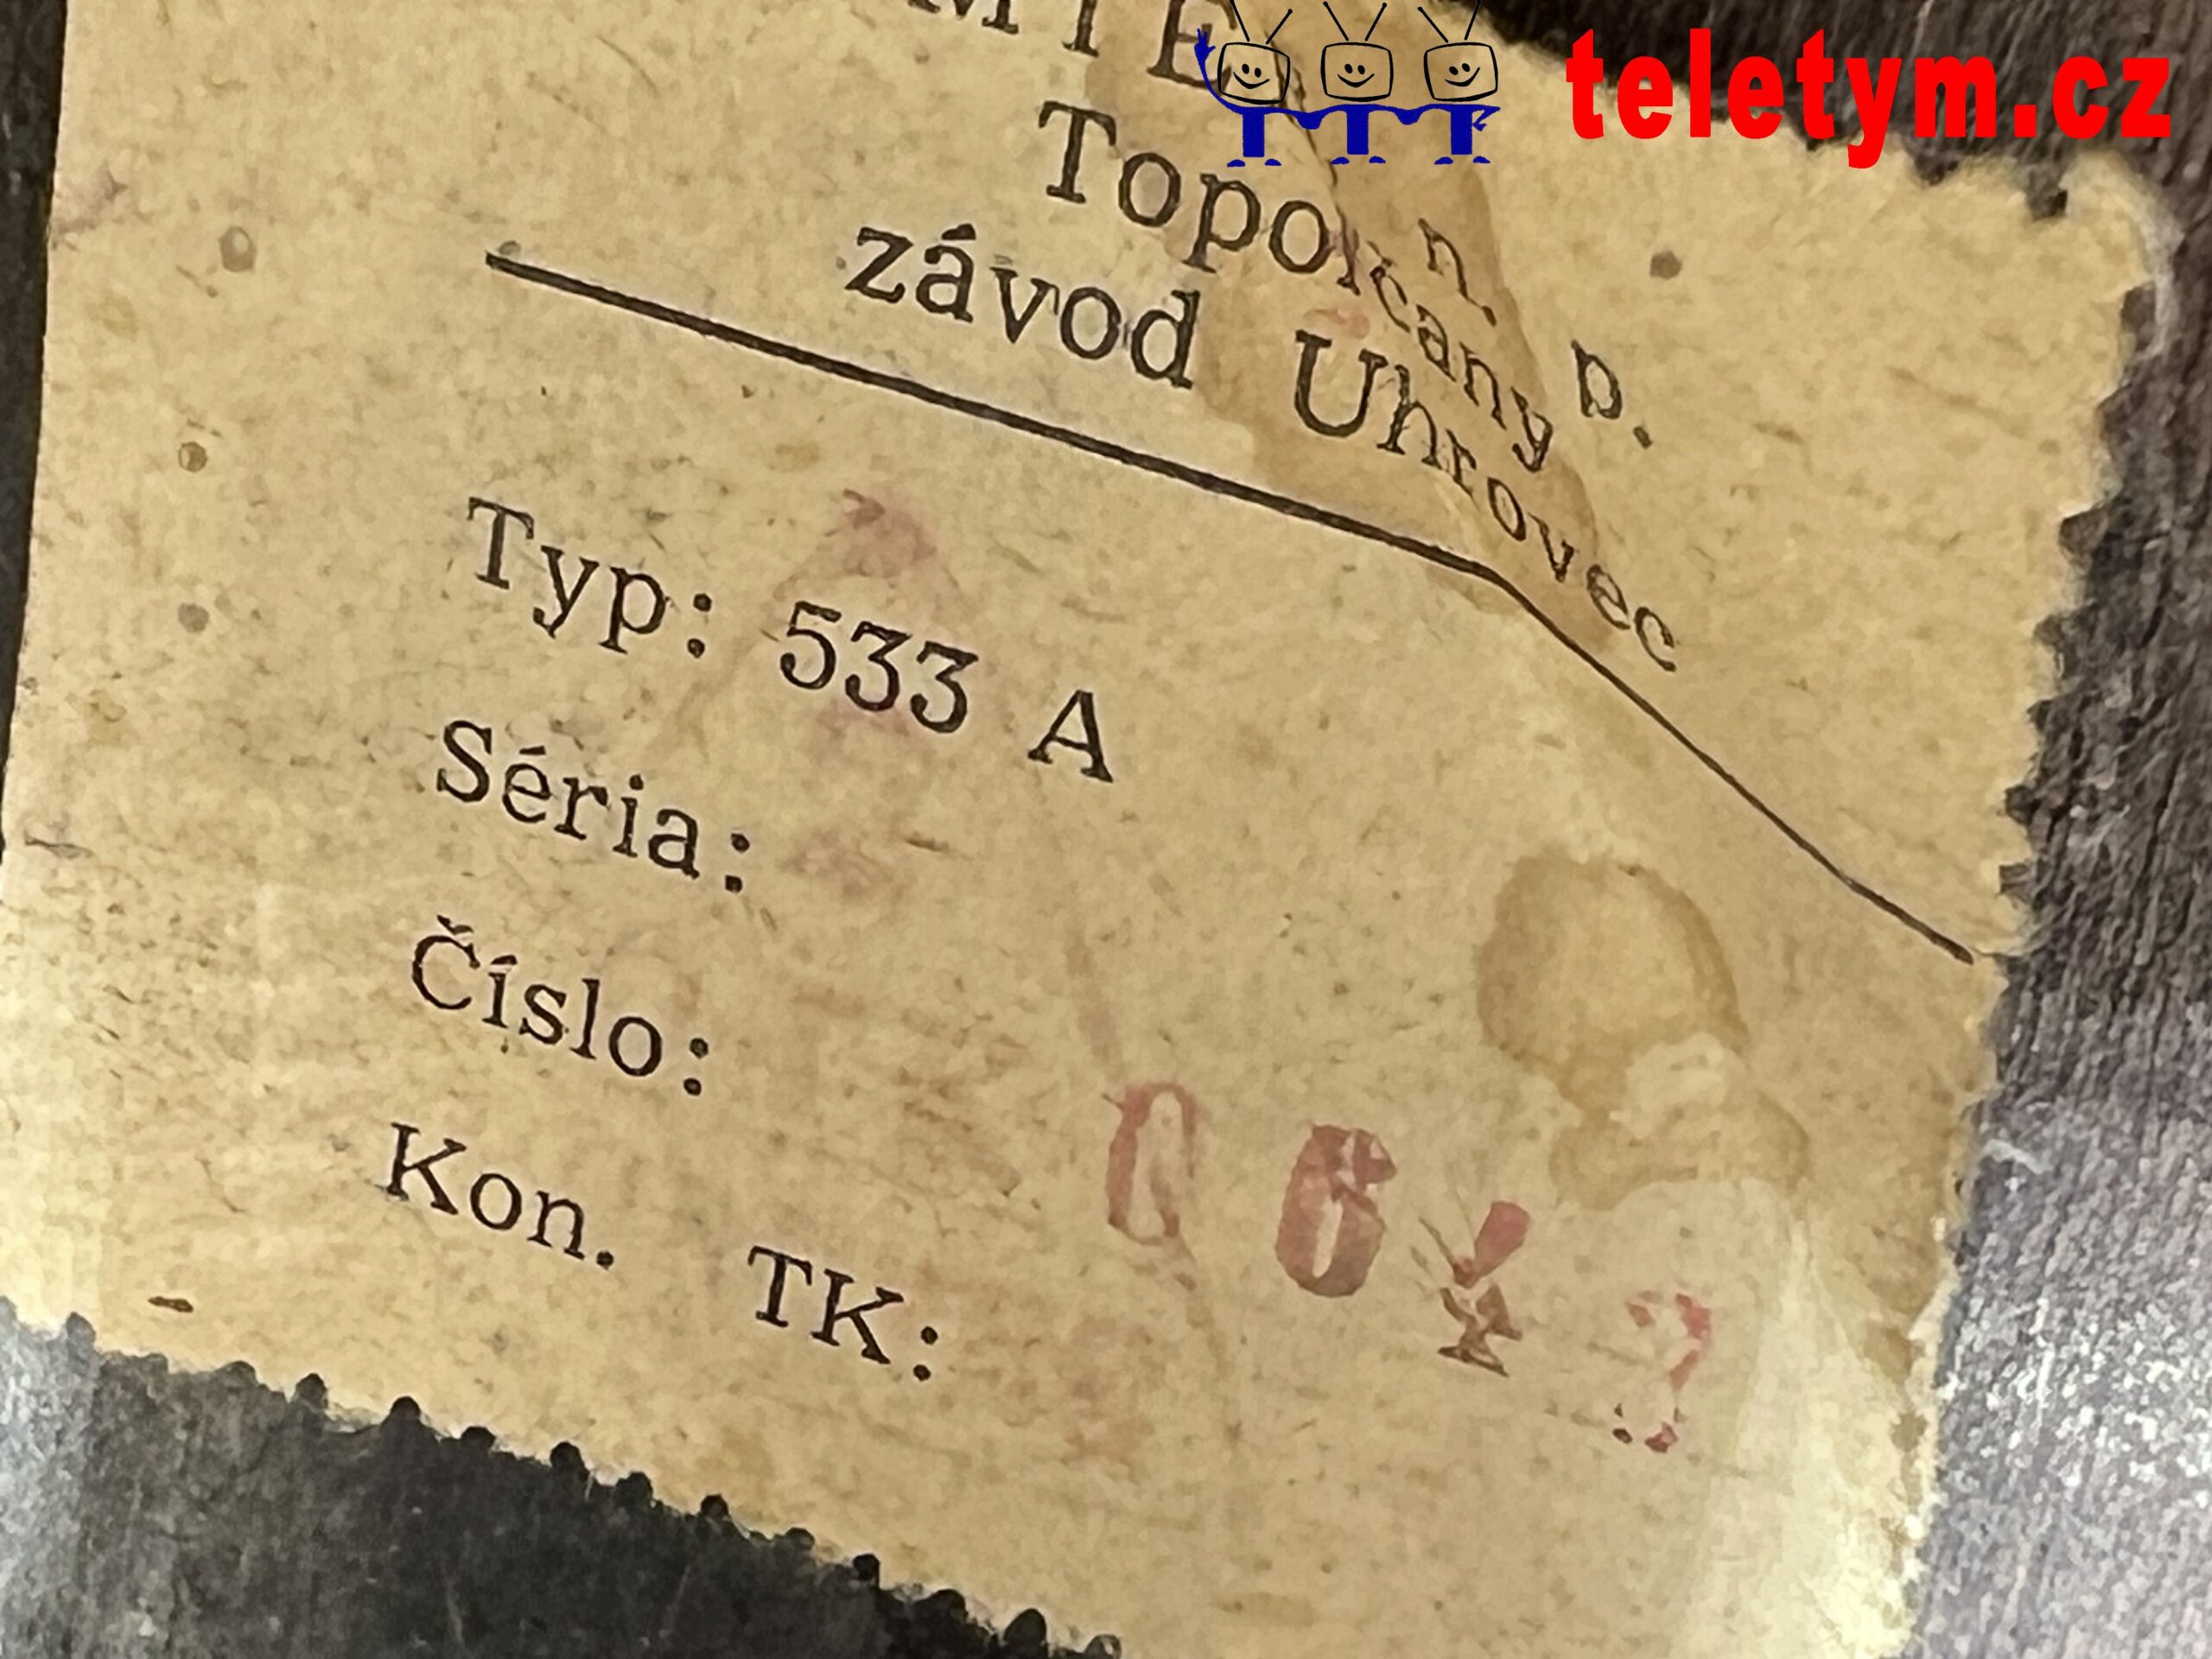 teletym.cz
n. p.
Topoľčany
závod Uhrovec
Typ: 533 A
Séria:
Číslo:
Kon. TK: